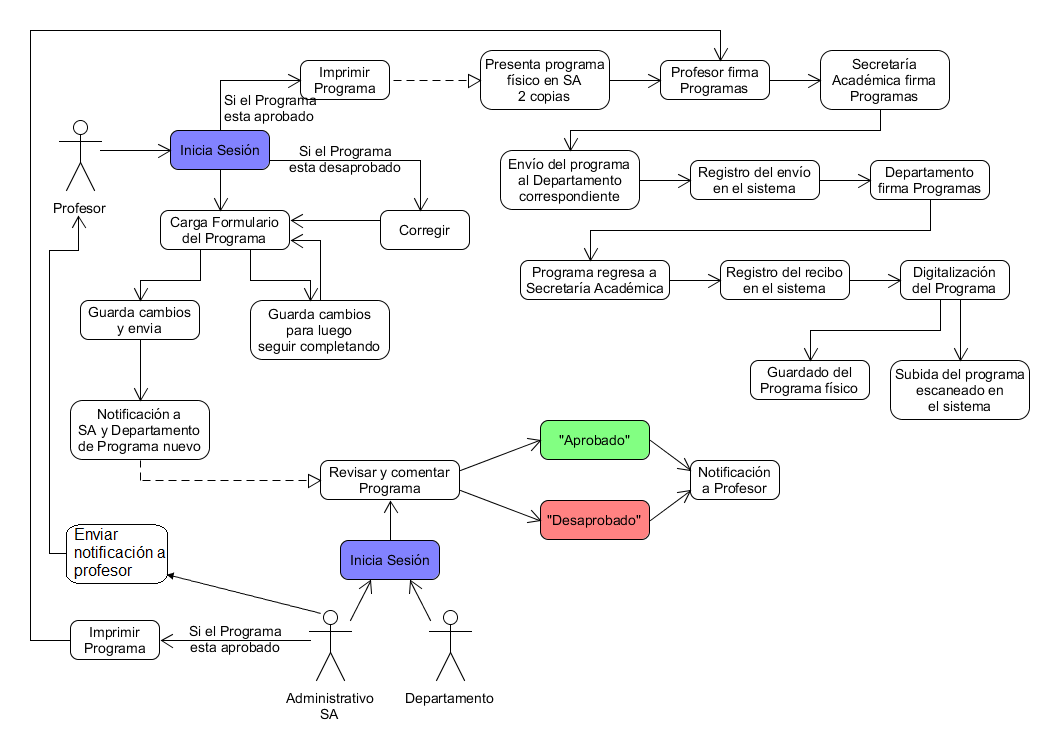 Imprimir
Programa
Presenta programa
físico en SA
2 copias
Profesor firma
Programas
Secretaría
Académica firma
Programas
Si el Programa
esta aprobado
Inicia Sesión
Si el Programa
esta desaprobado
Profesor
Envío del programa
al Departamento
correspondiente
Registro del envío
en el sistema
Departamento
firma Programas
Carga Formulario
del Programa
Corregir
Programa regresa a
Secretaría Académica
Registro del recibo
en el sistema
Digitalización
del Programa
Guarda cambios
y envia
Guarda cambios
para luego
seguir completando
Guardado del
Programa físico
Subida del programa
escaneado en
el sistema
Notificación a
SA y Departamento
de Programa nuevo
"Aprobado"
Revisar y comentar
Programa
Notificación
a Profesor
"Desaprobado"
Enviar
notificación a
profesor
Inicia Sesión
Imprimir
Programa
Si el Programa
esta aprobado
Administrativo
SA
Departamento